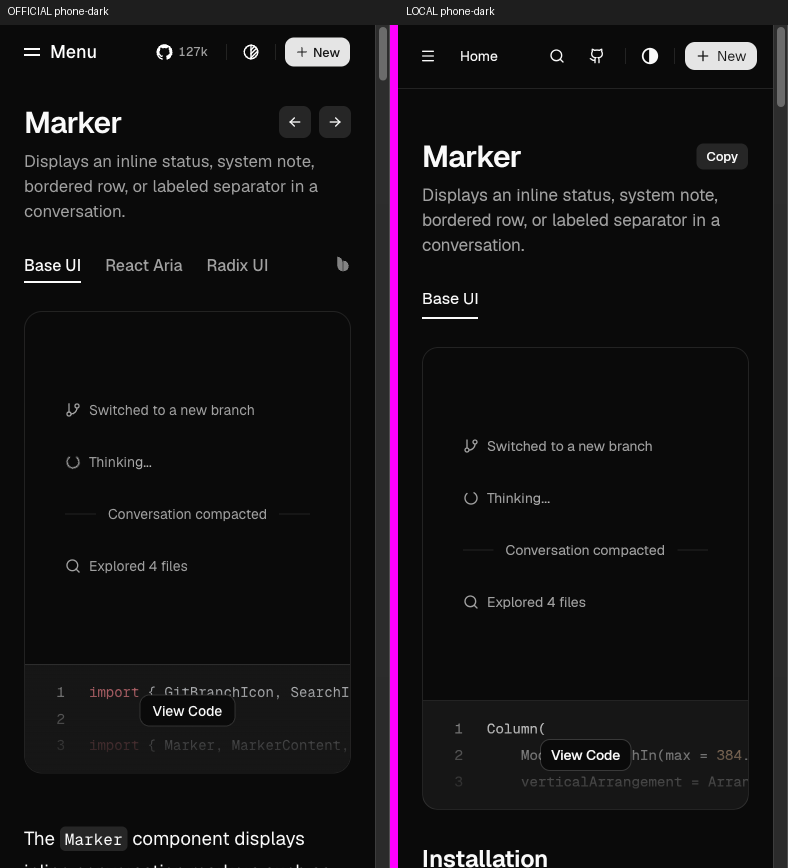 OFFICIAL phone-dark
Menu
127k
New
Marker
Displays an inline status, system note,
bordered row, or labeled separator in a
conversation.
Base UI
React Aria
Radix UI
Switched to a new branch
Thinking...
Conversation compacted
Explored 4 files
1 import { GitBranchIcon, SearchI
2
View Code
3 import { Marker, MarkerContent,
The Marker component displays
LOCAL phone-dark
Home
New
Marker
Copy
Displays an inline status, system note,
bordered row, or labeled separator in a
conversation.
Base UI
Switched to a new branch
Thinking...
Conversation compacted
Explored 4 files
1 Column(
2 hIn(max = 384.
View Code
3 verticalArrangement = Arran
Installation